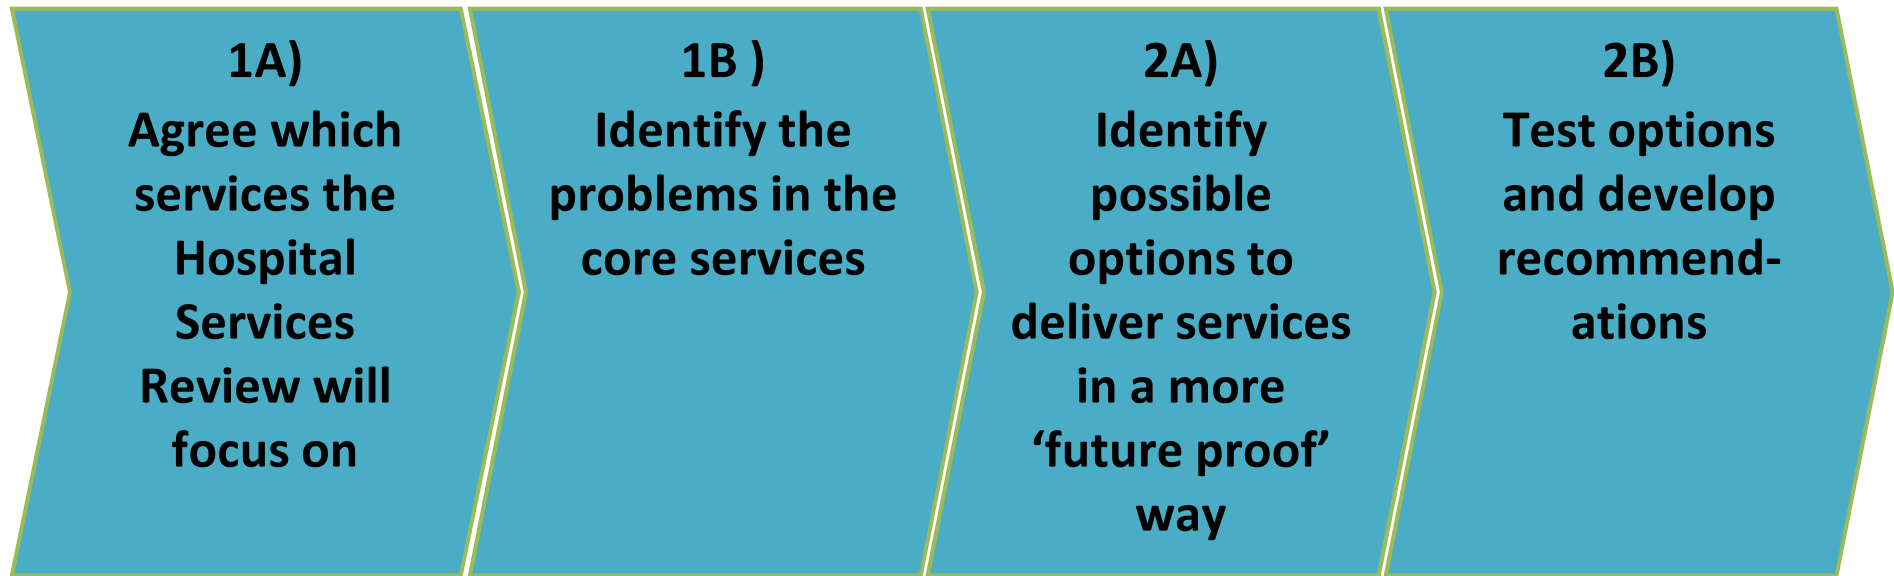 1A)
Agree which
services the
Hospital
Services
Review will
focus on
1B )
Identify the
problems in the
core services
2A)
Identify
possible
options to
deliver services
in a more
‘future proof’
way
2B)
Test options
and develop
recommend-
ations